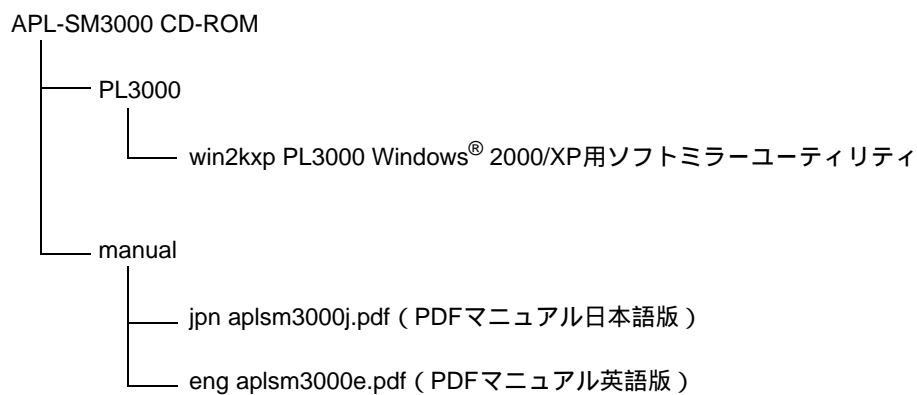 APL-SM3000 CD-ROM
PL3000
win2kxp PL3000 Windows® 2000/XP用ソフトミラーユーティリティ
manual
jpn aplsm3000j.pdf（PDFマニュアル日本語版）
eng aplsm3000e.pdf（PDFマニュアル英語版）